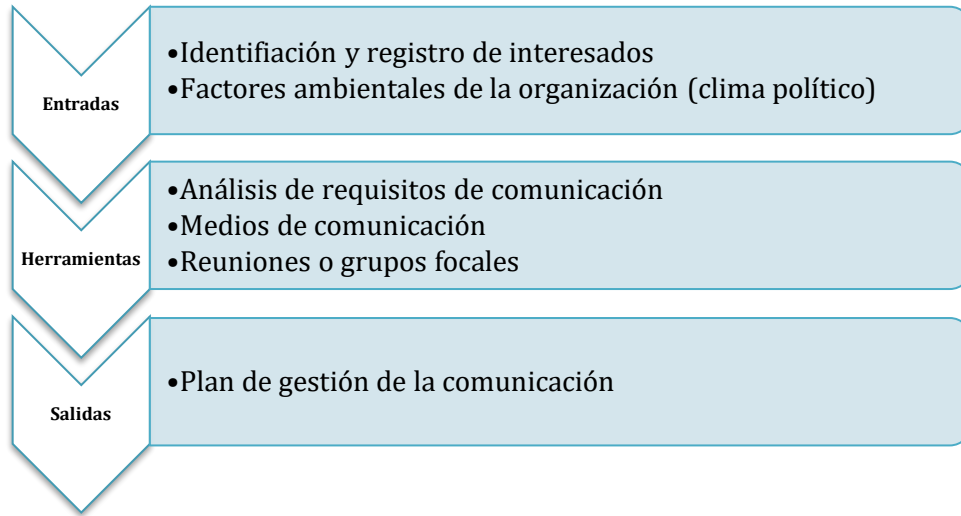 Entradas
•Identifiación y registro de interesados
•Factores ambientales de la organización (clima político)
Herramientas
•Análisis de requisitos de comunicación
•Medios de comunicación
•Reuniones o grupos focales
Salidas
•Plan de gestión de la comunicación